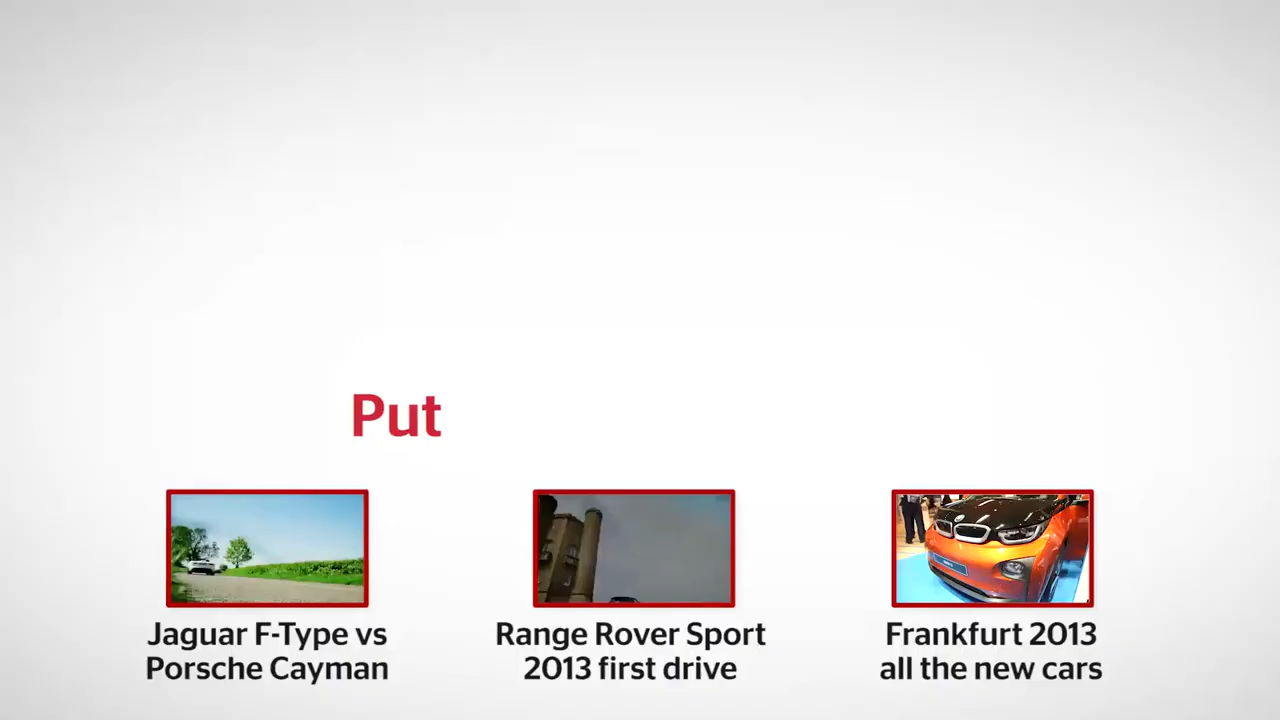 Put
Jaguar F-Type vs
Porsche Cayman
Range Rover Sport
2013 first drive
Frankfurt 2013
all the new cars